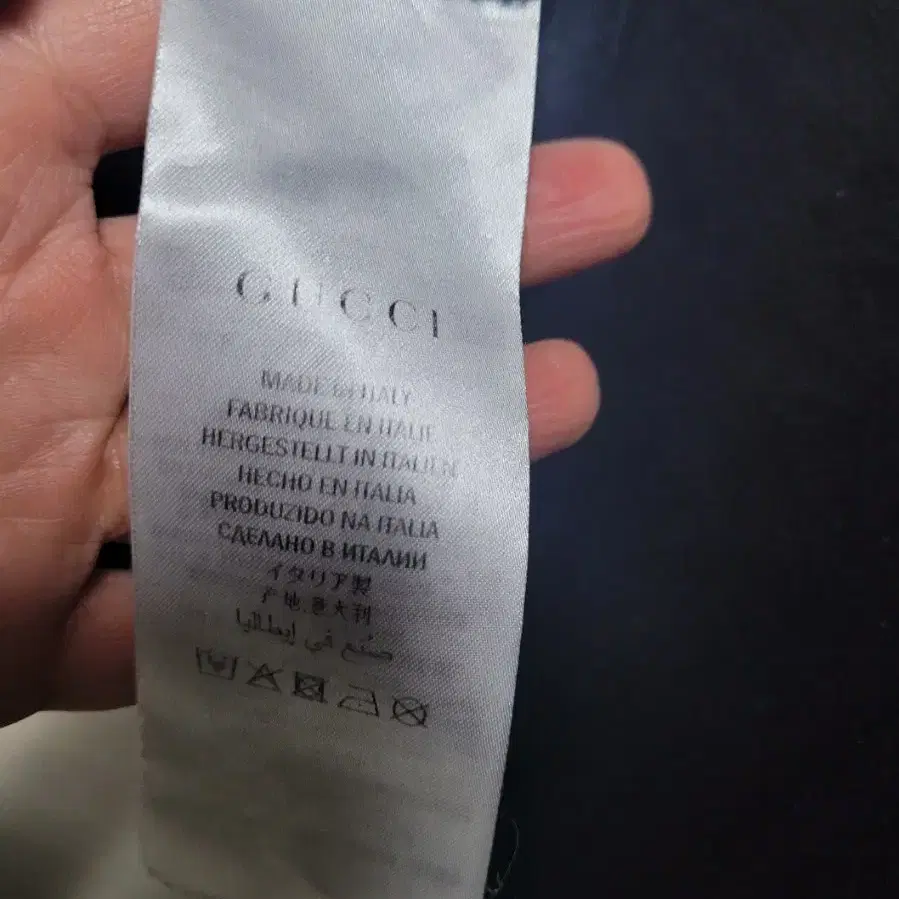 GUCCI
MADE IN ITALY
FABRIQUE EN ITALIE
HERGESTELLT IN ITALIEN
HECHO EN ITALIA
PRODUZIDO NA ITALIA
СДЕЛАНО В ИТАЛИИ
イタリア製
产地:意大利
صنع في إيطاليا